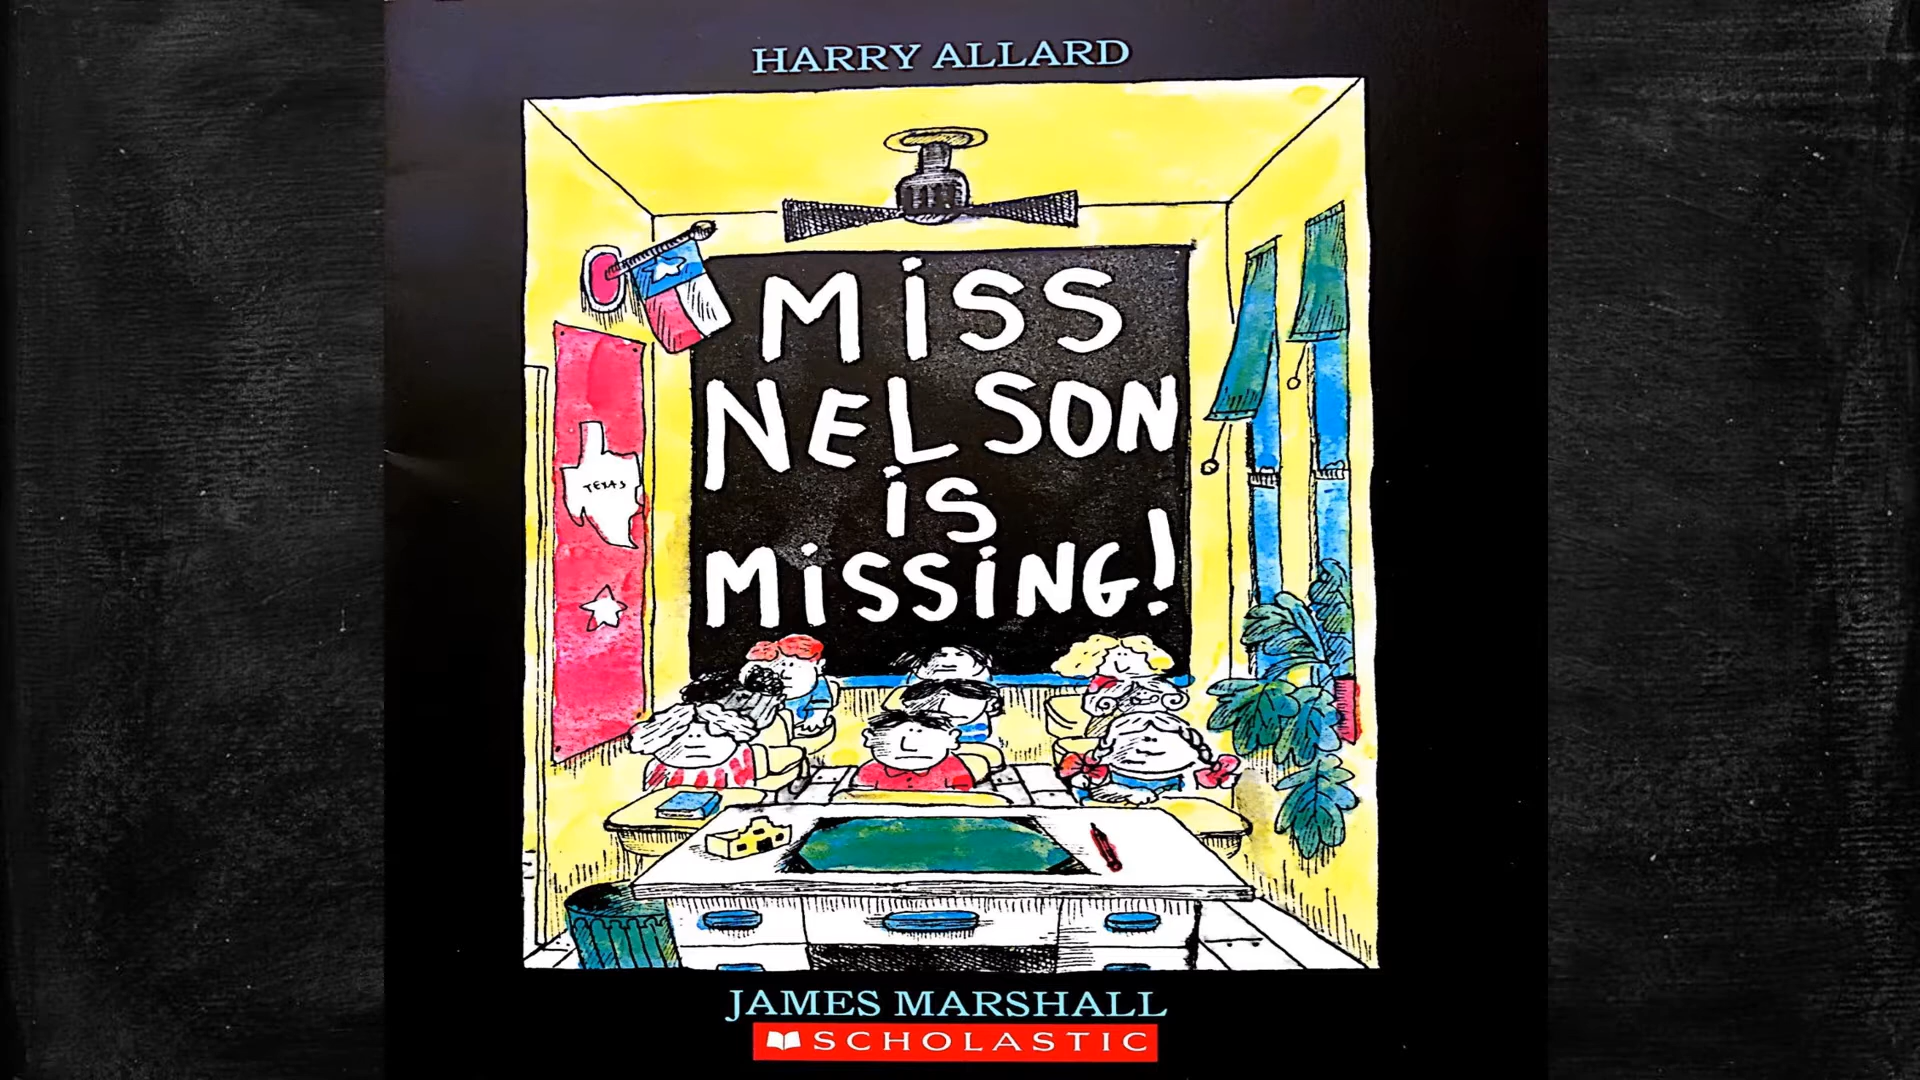 HARRY ALLARD
MiSS
NELSON
iS
MiSSiNG!
TEXAS
JAMES MARSHALL
SCHOLASTIC